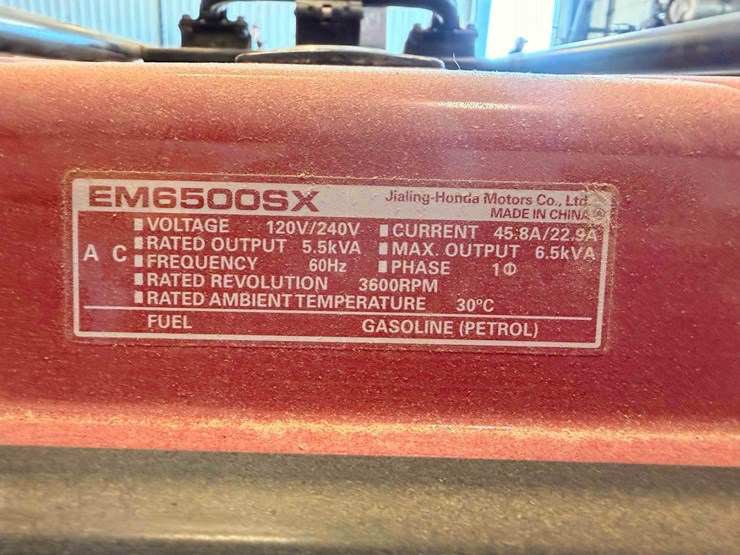 EM6500SX Jialing-Honda Motors Co., Ltd.
MADE IN CHINA
A C
VOLTAGE 120V/240V CURRENT 45.8A/22.9A
RATED OUTPUT 5.5kVA MAX. OUTPUT 6.5kVA
FREQUENCY 60Hz PHASE 1Φ
RATED REVOLUTION 3600RPM
RATED AMBIENT TEMPERATURE 30°C
FUEL GASOLINE (PETROL)